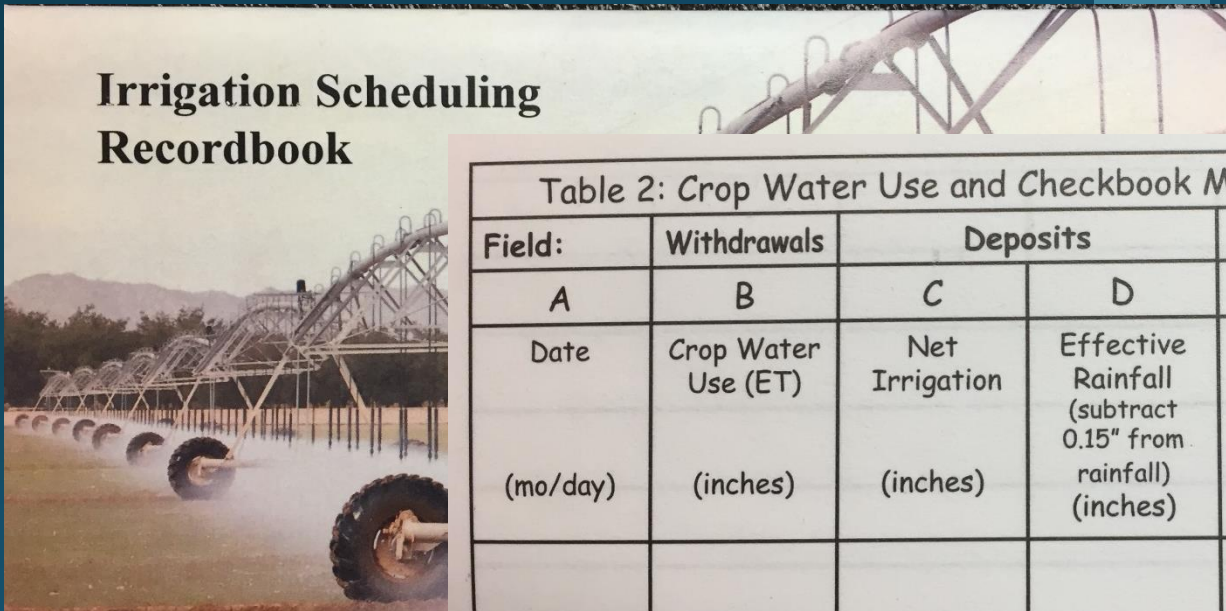 Irrigation Scheduling
Recordbook
Table 2: Crop Water Use and Checkbook M
Field:
Withdrawals
Deposits
A
B
C
D
Date
(mo/day)
Crop Water
Use (ET)
(inches)
Net
Irrigation
(inches)
Effective
Rainfall
(subtract
0.15" from
rainfall)
(inches)